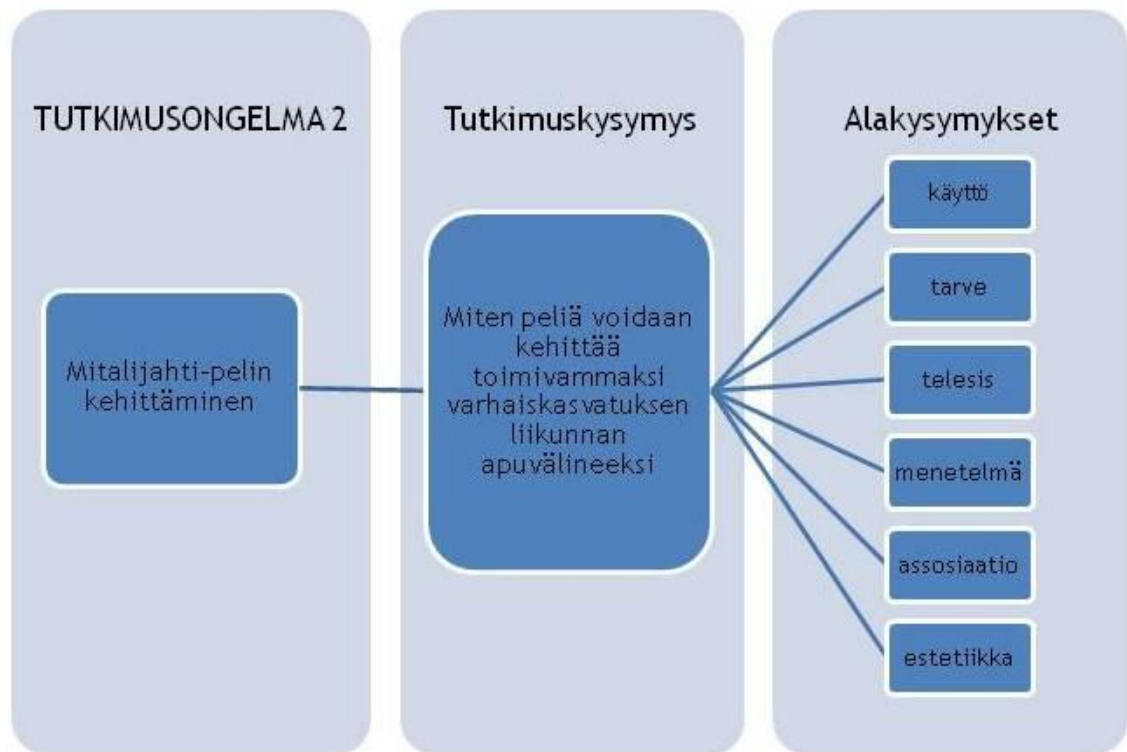 TUTKIMUSONGELMA 2
Mitalijahti-pelin
kehittäminen
Tutkimuskysymys
Miten peliä voidaan
kehittää
toimivammaksi
varhaiskasvatuksen
liikunnan
apuvälineeksi
Alakysymykset
käyttö
tarve
telesis
menetelmä
assosiaatio
estetiikka